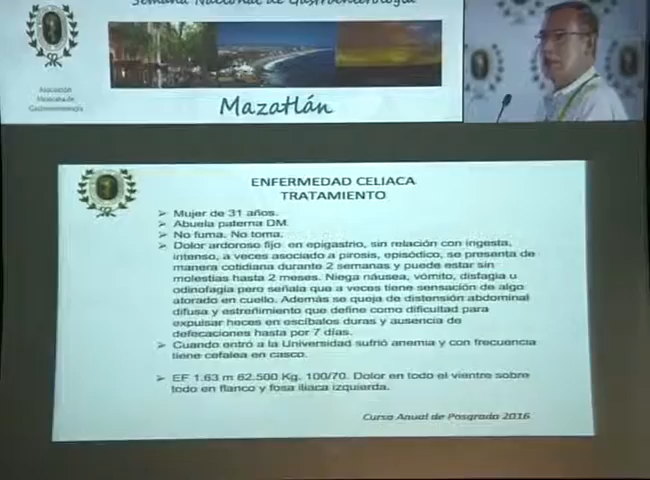 Semana Nacional de Gastroenterología
Asociación
Mexicana de
Gastroenterología
Mazatlán
ENFERMEDAD CELIACA
TRATAMIENTO
➢ Mujer de 31 años.
➢ Abuela paterna DM.
➢ No fuma. No toma.
➢ Dolor ardoroso fijo en epigastrio, sin relación con ingesta,
intenso, a veces asociado a pirosis, episódico, se presenta de
manera cotidiana durante 2 semanas y puede estar sin
molestias hasta 2 meses. Niega náusea, vómito, disfagia u
odinofagia pero señala que a veces tiene sensación de algo
atorado en cuello. Además se queja de distensión abdominal
difusa y estreñimiento que define como dificultad para
expulsar heces en escíbalos duras y ausencia de
defecaciones hasta por 7 días.
➢ Cuando entró a la Universidad sufrió anemia y con frecuencia
tiene cefalea en casco.
➢ EF 1.63 m 62.500 Kg. 100/70. Dolor en todo el vientre sobre
todo en flanco y fosa iliaca izquierda.
Curso Anual de Posgrado 2016